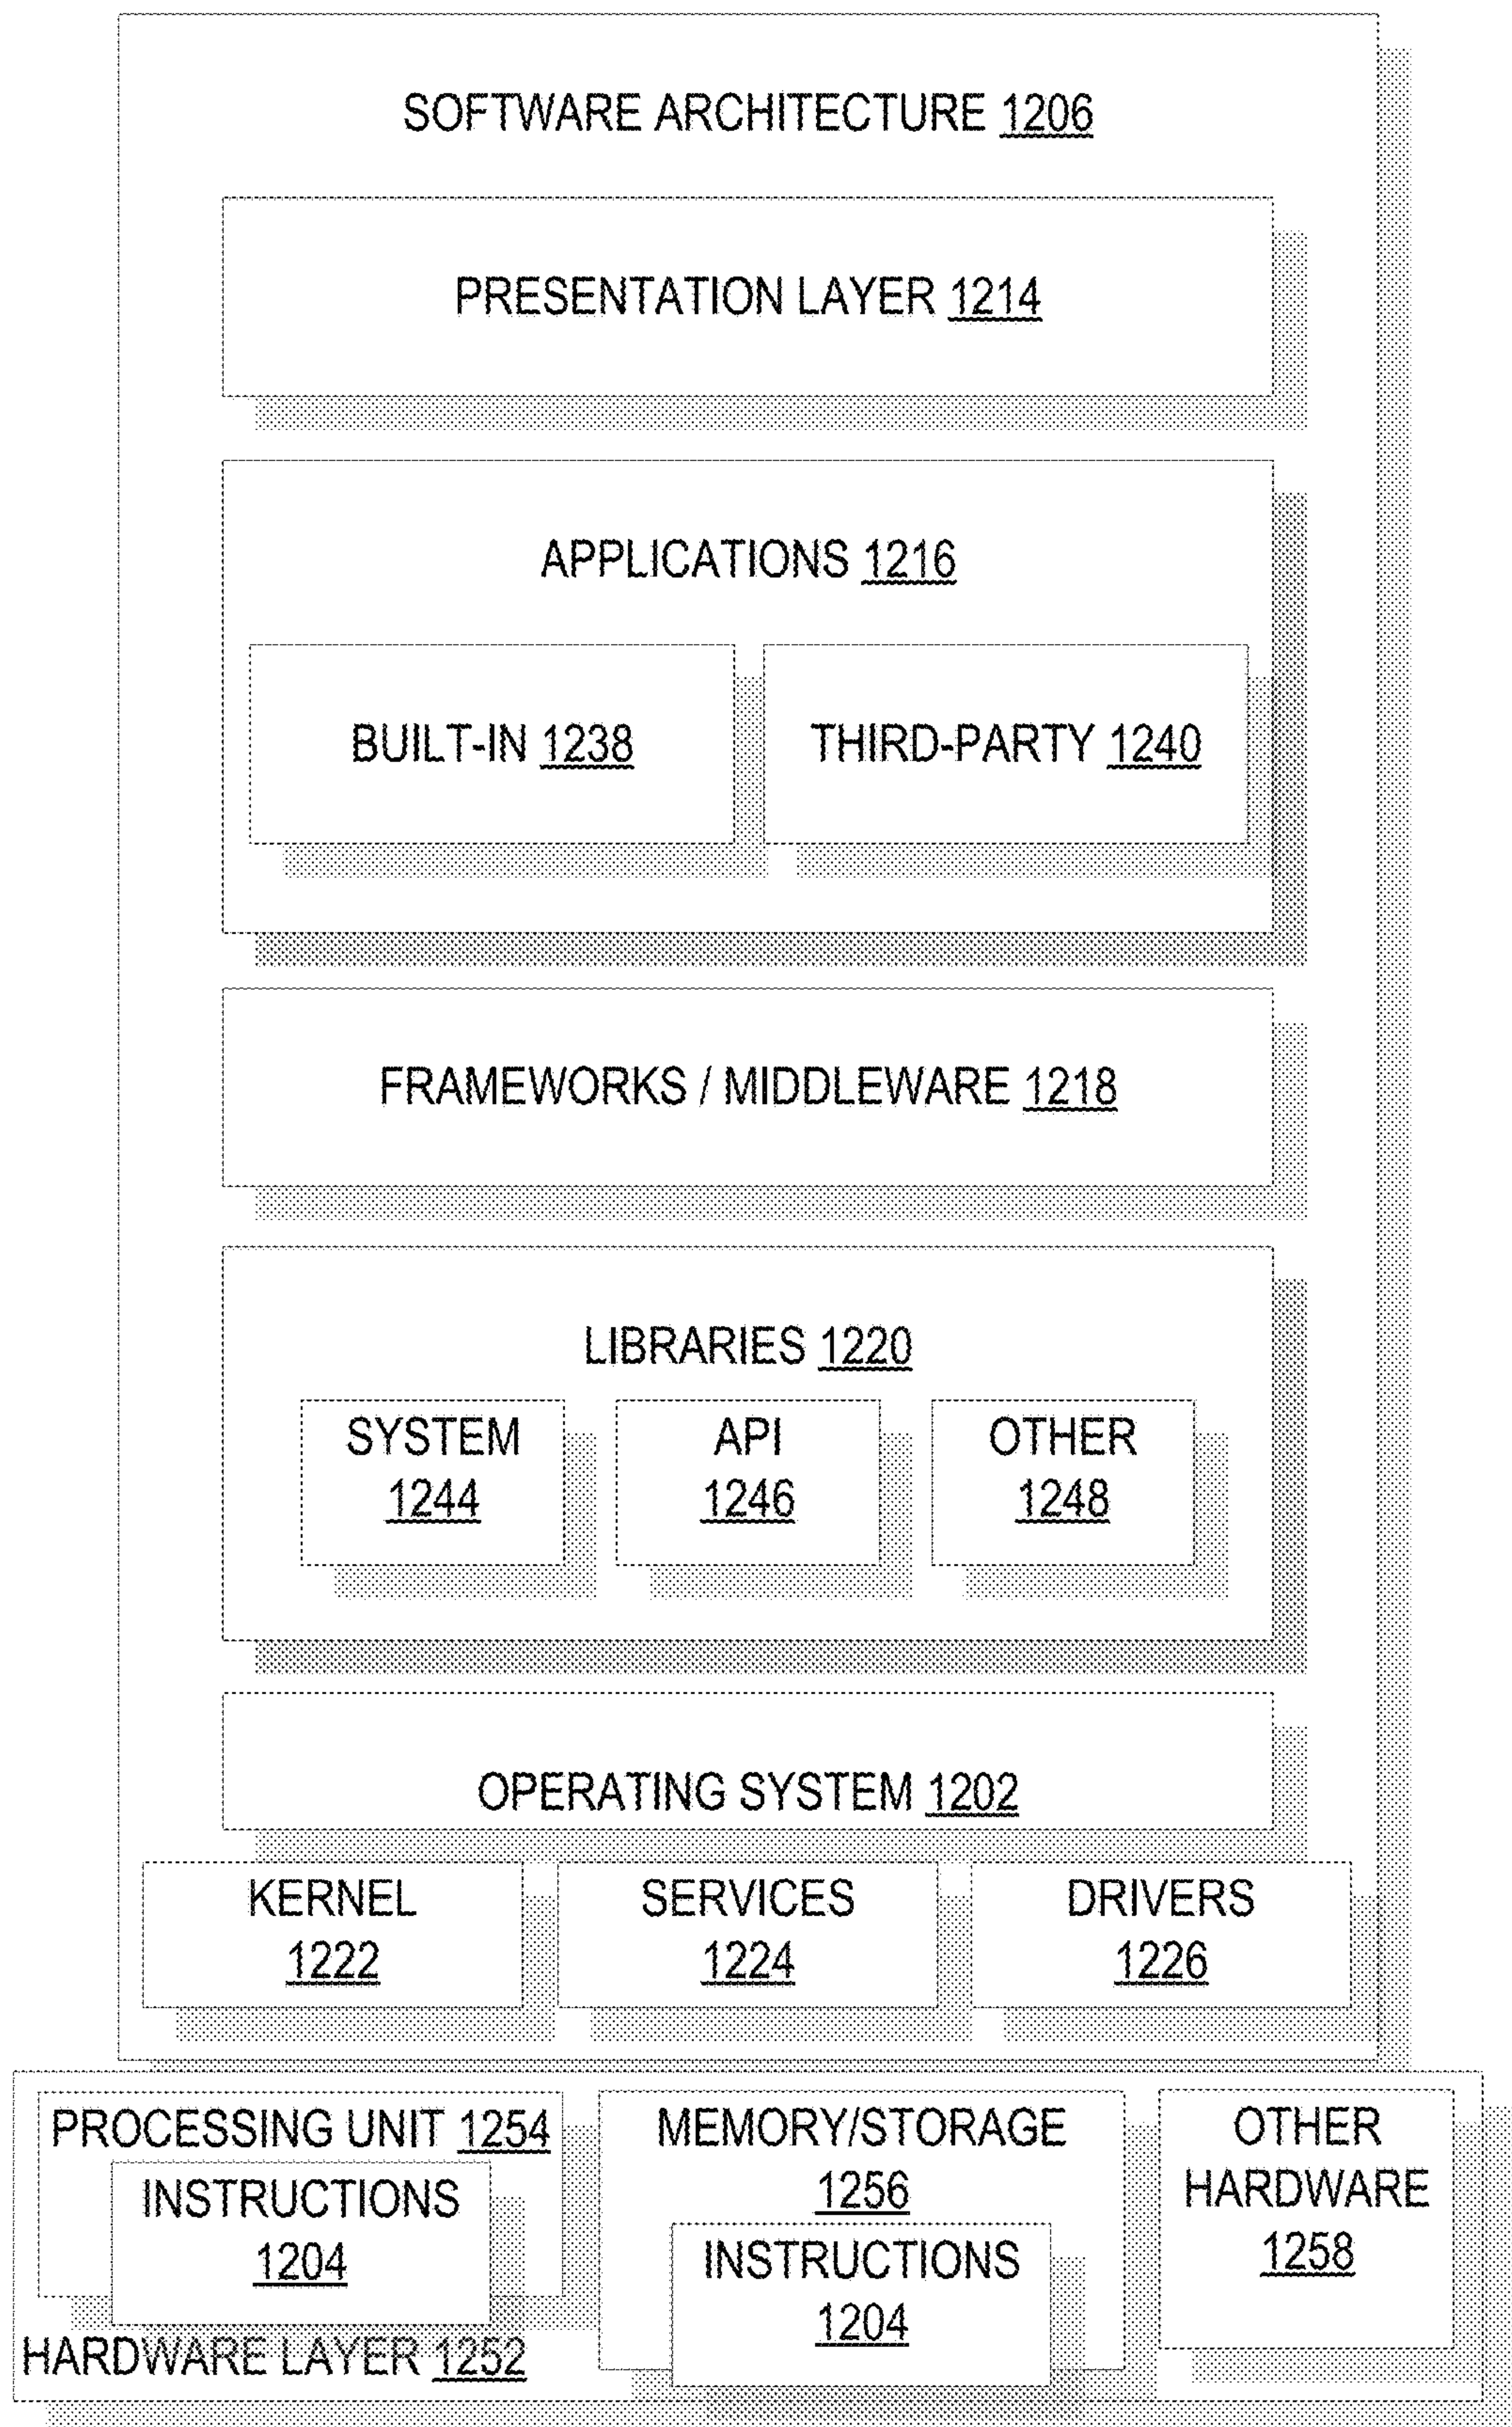 SOFTWARE ARCHITECTURE 1206
PRESENTATION LAYER 1214
APPLICATIONS 1216
BUILT-IN 1238
THIRD-PARTY 1240
FRAMEWORKS / MIDDLEWARE 1218
LIBRARIES 1220
SYSTEM
1244
API
1246
OTHER
1248
OPERATING SYSTEM 1202
KERNEL
1222
SERVICES
1224
DRIVERS
1226
PROCESSING UNIT 1254
INSTRUCTIONS
1204
MEMORY/STORAGE
1256
INSTRUCTIONS
1204
OTHER
HARDWARE
1258
HARDWARE LAYER 1252